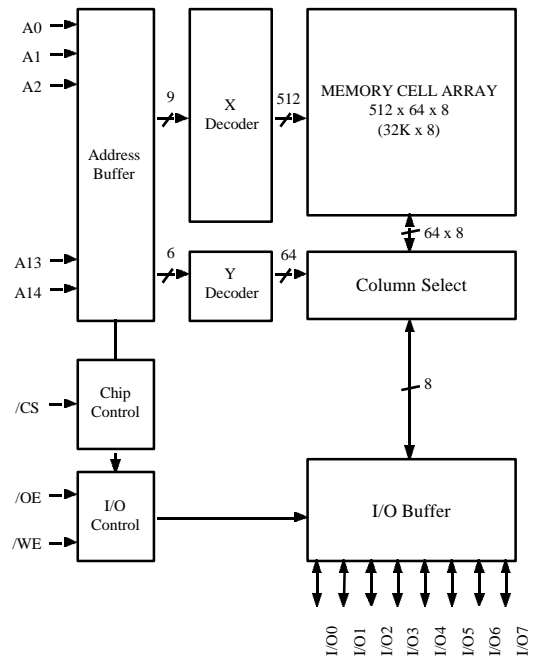 A0
A1
A2
A13
A14
Address
Buffer
9
X
Decoder
512
MEMORY CELL ARRAY
512 x 64 x 8
(32K x 8)
64 x 8
6
Y
Decoder
64
Column Select
/CS
Chip
Control
8
/OE
/WE
I/O
Control
I/O Buffer
I/O0
I/O1
I/O2
I/O3
I/O4
I/O5
I/O6
I/O7